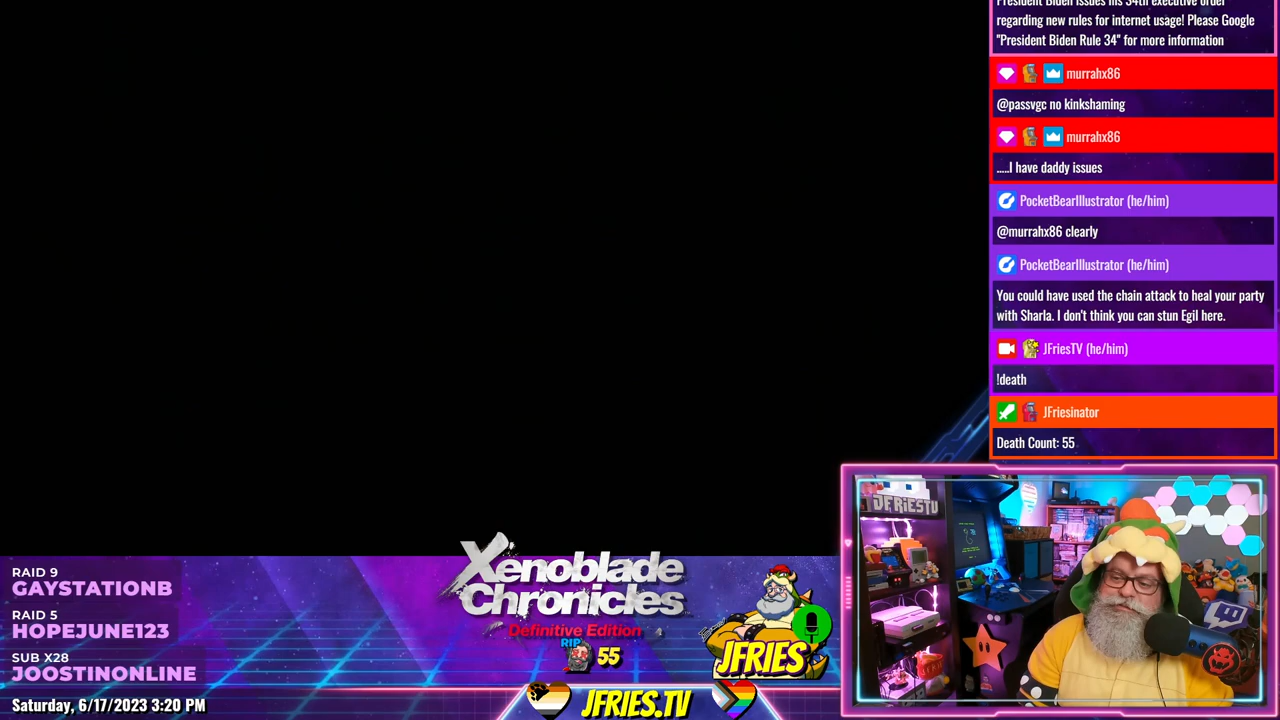 President Biden issues his 34th executive order
regarding new rules for internet usage! Please Google
"President Biden Rule 34" for more information
murrahx86
@passvgc no kinkshaming
murrahx86
.....I have daddy issues
PocketBearIllustrator (he/him)
@murrahx86 clearly
PocketBearIllustrator (he/him)
You could have used the chain attack to heal your party
with Sharla. I don't think you can stun Egil here.
JFriesTV (he/him)
!death
JFriesinator
Death Count: 55
JFRIESTV
RAID 9
GAYSTATIONB
RAID 5
HOPEJUNE123
SUB X28
JOOSTINONLINE
Saturday, 6/17/2023 3:20 PM
Xenoblade
Chronicles
Definitive Edition
RIP
55
JFRIES
JFRIES.TV